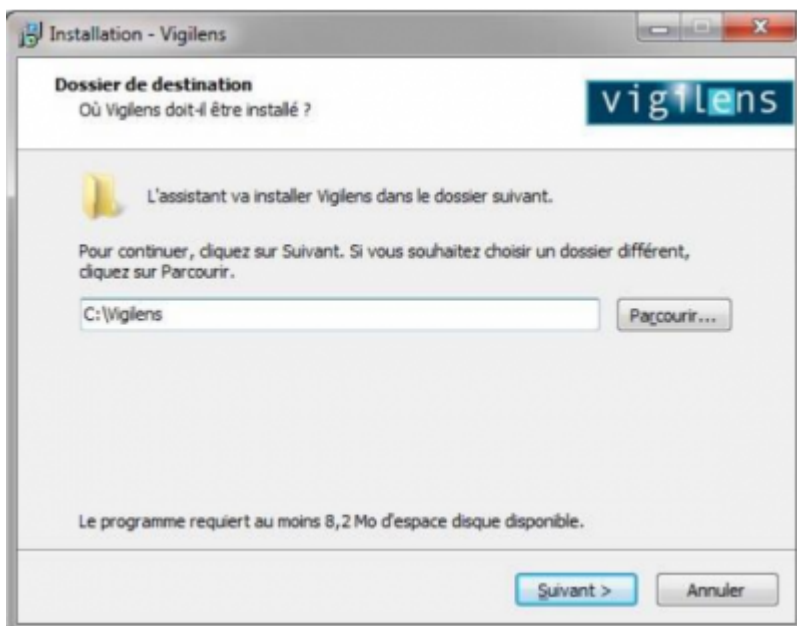 Installation - Vigilens
Dossier de destination
Où Vigilens doit-il être installé ?
vigilens
L'assistant va installer Vigilens dans le dossier suivant.
Pour continuer, cliquez sur Suivant. Si vous souhaitez choisir un dossier différent,
cliquez sur Parcourir.
C:\Vigilens
Parcourir...
Le programme requiert au moins 8,2 Mo d'espace disque disponible.
Suivant >
Annuler